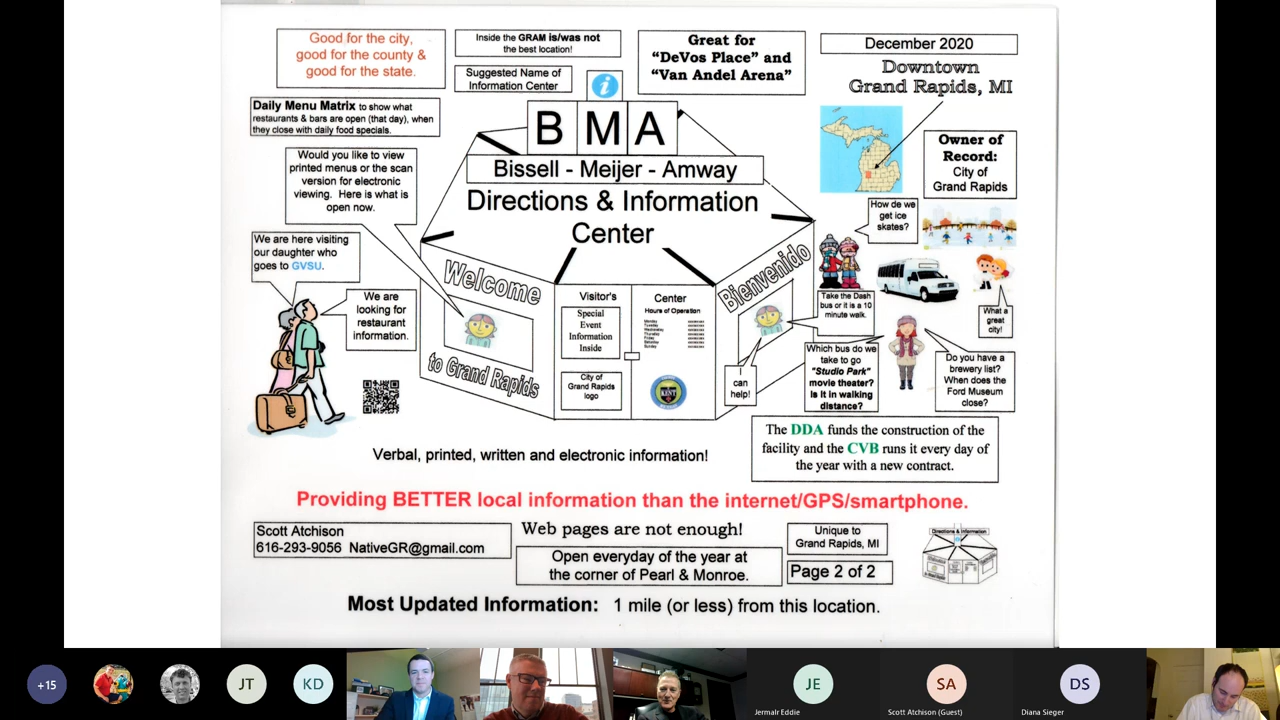 Good for the city,
good for the county &
good for the state.
Inside the GRAM is/was not
the best location!
Suggested Name of
Information Center
i
Great for
“DeVos Place” and
“Van Andel Arena”
December 2020
Downtown
Grand Rapids, MI
Daily Menu Matrix to show what
restaurants & bars are open (that day), when
they close with daily food specials.
Would you like to view
printed menus or the scan
version for electronic
viewing. Here is what is
open now.
BMA
Bissell - Meijer - Amway
Directions & Information
Center
Owner of
Record:
City of
Grand Rapids
How do we
get ice
skates?
We are here visiting
our daughter who
goes to GVSU.
We are
looking for
restaurant
information.
Welcome
to Grand Rapids
Visitor's
Special
Event
Information
Inside
City of
Grand Rapids
logo
Center
Hours of Operation
Monday
Tuesday
Wednesday
Thursday
Friday
Saturday
Sunday
KENT
Bienvenido
I
can
help!
Take the Dash
bus or it is a 10
minute walk.
What a
great
city!
Which bus do we
take to go
"Studio Park"
movie theater?
Is it in walking
distance?
Do you have a
brewery list?
When does the
Ford Museum
close?
The DDA funds the construction of the
facility and the CVB runs it every day of
the year with a new contract.
Verbal, printed, written and electronic information!
Providing BETTER local information than the internet/GPS/smartphone.
Scott Atchison
616-293-9056 NativeGR@gmail.com
Web pages are not enough!
Open everyday of the year at
the corner of Pearl & Monroe.
Unique to
Grand Rapids, MI
Page 2 of 2
Directions & Information
Most Updated Information: 1 mile (or less) from this location.
+15
JT
KD
JE
Jermalr Eddie
SA
Scott Atchison (Guest)
DS
Diana Sieger